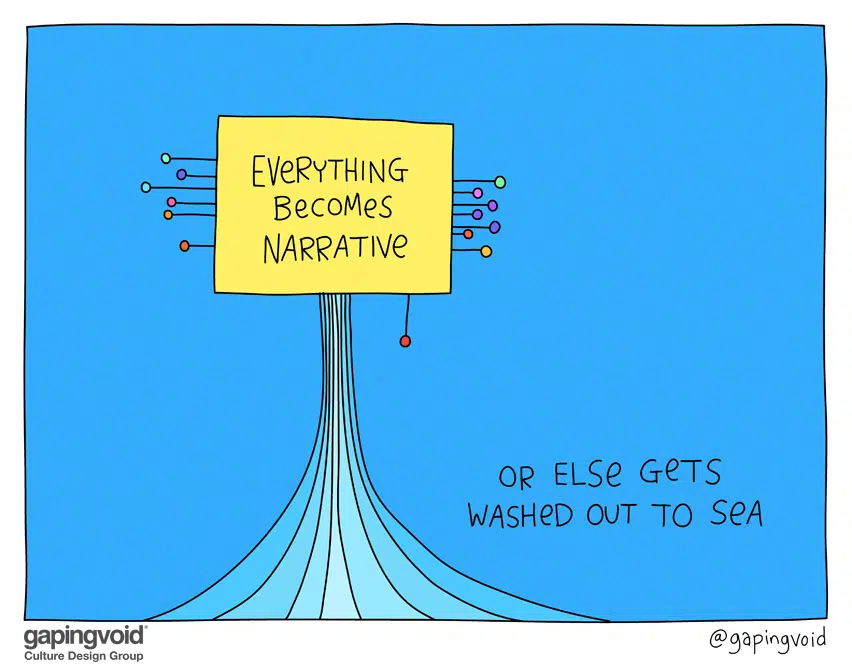 EVERYTHING
BECOMES
NARRATIVE
OR ELSE GETS
WASHED OUT TO SEA
gapingvoid®
Culture Design Group
@gapingvoid